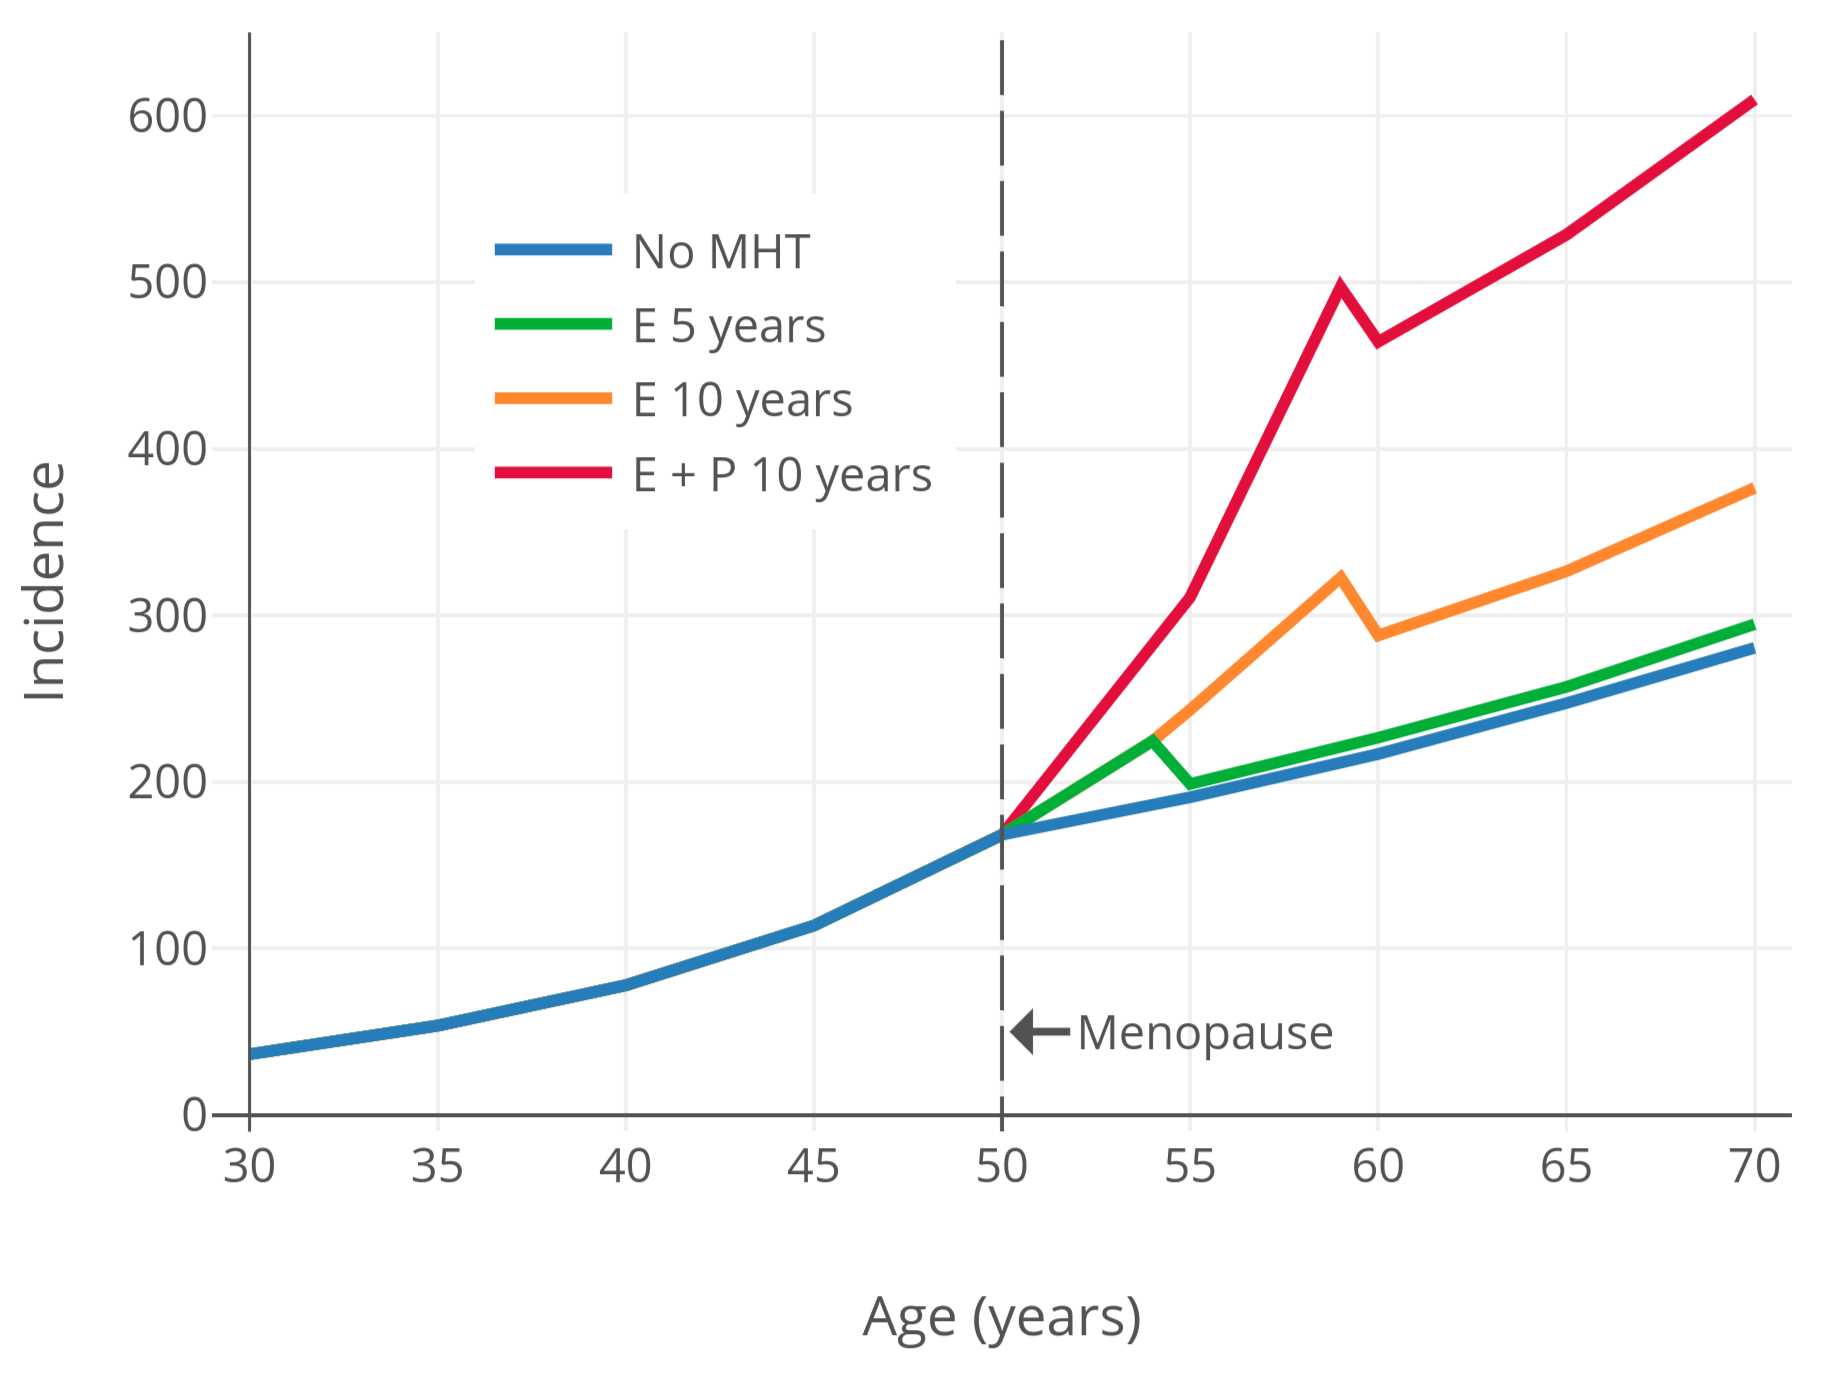 600
500
400
300
200
100
0
Incidence
No MHT
E 5 years
E 10 years
E + P 10 years
Menopause
30 35 40 45 50 55 60 65 70
Age (years)